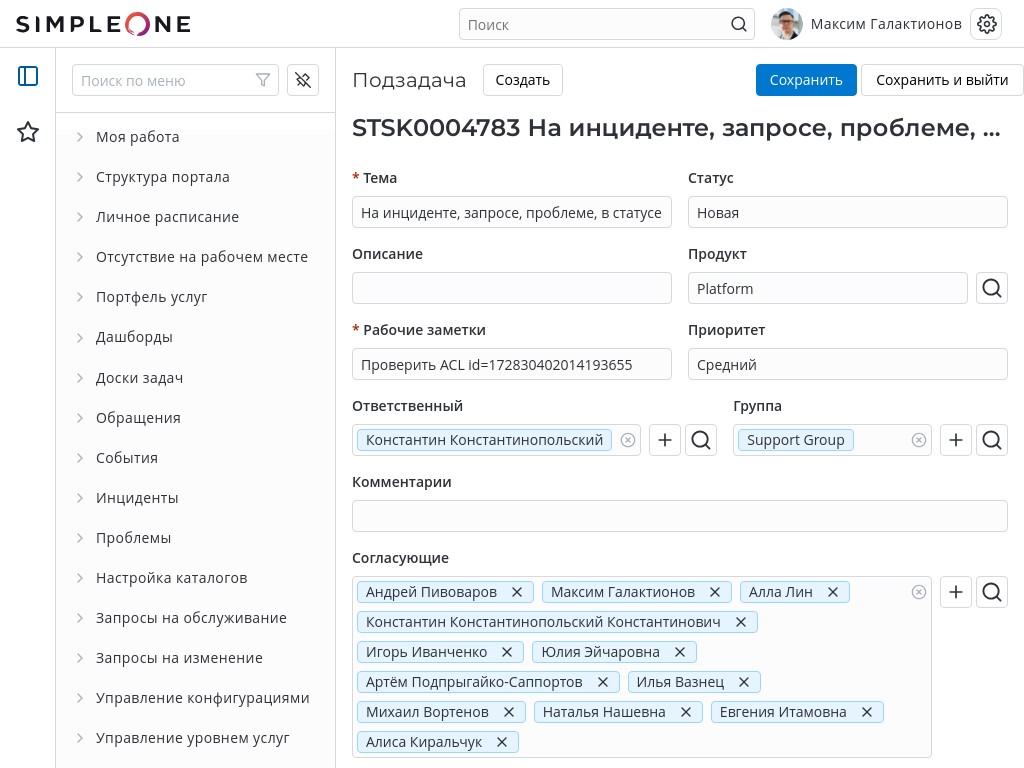 SIMPLEONE
Поиск
Максим Галактионов
Поиск по меню
Моя работа
Структура портала
Личное расписание
Отсутствие на рабочем месте
Портфель услуг
Дашборды
Доски задач
Обращения
События
Инциденты
Проблемы
Настройка каталогов
Запросы на обслуживание
Запросы на изменение
Управление конфигурациями
Управление уровнем услуг
Подзадача
Создать
Сохранить
Сохранить и выйти
STSK0004783 На инциденте, запросе, проблеме, ...
* Тема
На инциденте, запросе, проблеме, в статусе
Статус
Новая
Описание
Продукт
Platform
* Рабочие заметки
Проверить ACL id=172830402014193655
Приоритет
Средний
Ответственный
Константин Константинопольский
Группа
Support Group
Комментарии
Согласующие
Андрей Пивоваров Максим Галактионов Алла Лин
Константин Константинопольский Константинович
Игорь Иванченко Юлия Эйчаровна
Артём Подпрыгайко-Саппортов Илья Вазнец
Михаил Вортенов Наталья Нашевна Евгения Итамовна
Алиса Киральчук